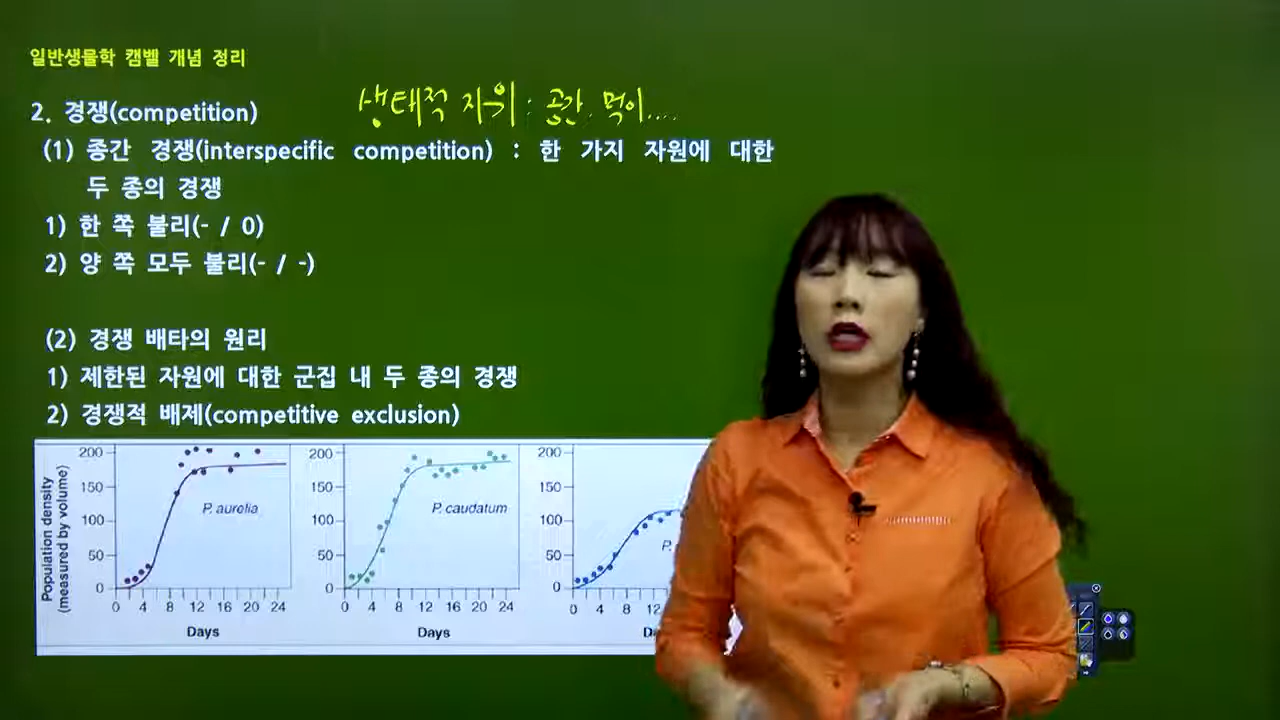 일반생물학 캠벨 개념 정리
생태적 지위 : 공간, 먹이....
2. 경쟁(competition)
(1) 종간 경쟁(interspecific competition) : 한 가지 자원에 대한
두 종의 경쟁
1) 한 쪽 불리(- / 0)
2) 양 쪽 모두 불리(- / -)
(2) 경쟁 배타의 원리
1) 제한된 자원에 대한 군집 내 두 종의 경쟁
2) 경쟁적 배제(competitive exclusion)
Population density
(measured by volume)
200
150
100
50
0
P. aurelia
0 4 8 12 16 20 24
Days
200
150
100
50
0
P. caudatum
0 4 8 12 16 20 24
Days
200
150
100
50
0
P.
0 4 8 12